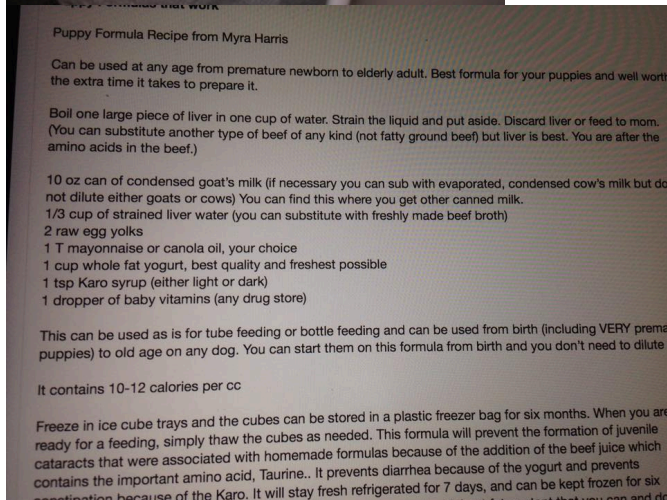 that work
Puppy Formula Recipe from Myra Harris
Can be used at any age from premature newborn to elderly adult. Best formula for your puppies and well worth
the extra time it takes to prepare it.
Boil one large piece of liver in one cup of water. Strain the liquid and put aside. Discard liver or feed to mom.
(You can substitute another type of beef of any kind (not fatty ground beef) but liver is best. You are after the
amino acids in the beef.)
10 oz can of condensed goat's milk (if necessary you can sub with evaporated, condensed cow's milk but do
not dilute either goats or cows) You can find this where you get other canned milk.
1/3 cup of strained liver water (you can substitute with freshly made beef broth)
2 raw egg yolks
1 T mayonnaise or canola oil, your choice
1 cup whole fat yogurt, best quality and freshest possible
1 tsp Karo syrup (either light or dark)
1 dropper of baby vitamins (any drug store)
This can be used as is for tube feeding or bottle feeding and can be used from birth (including VERY prema
puppies) to old age on any dog. You can start them on this formula from birth and you don't need to dilute
It contains 10-12 calories per cc
Freeze in ice cube trays and the cubes can be stored in a plastic freezer bag for six months. When you are
ready for a feeding, simply thaw the cubes as needed. This formula will prevent the formation of juvenile
cataracts that were associated with homemade formulas because of the addition of the beef juice which
contains the important amino acid, Taurine.. It prevents diarrhea because of the yogurt and prevents
constipation because of the Karo. It will stay fresh refrigerated for 7 days, and can be kept frozen for six